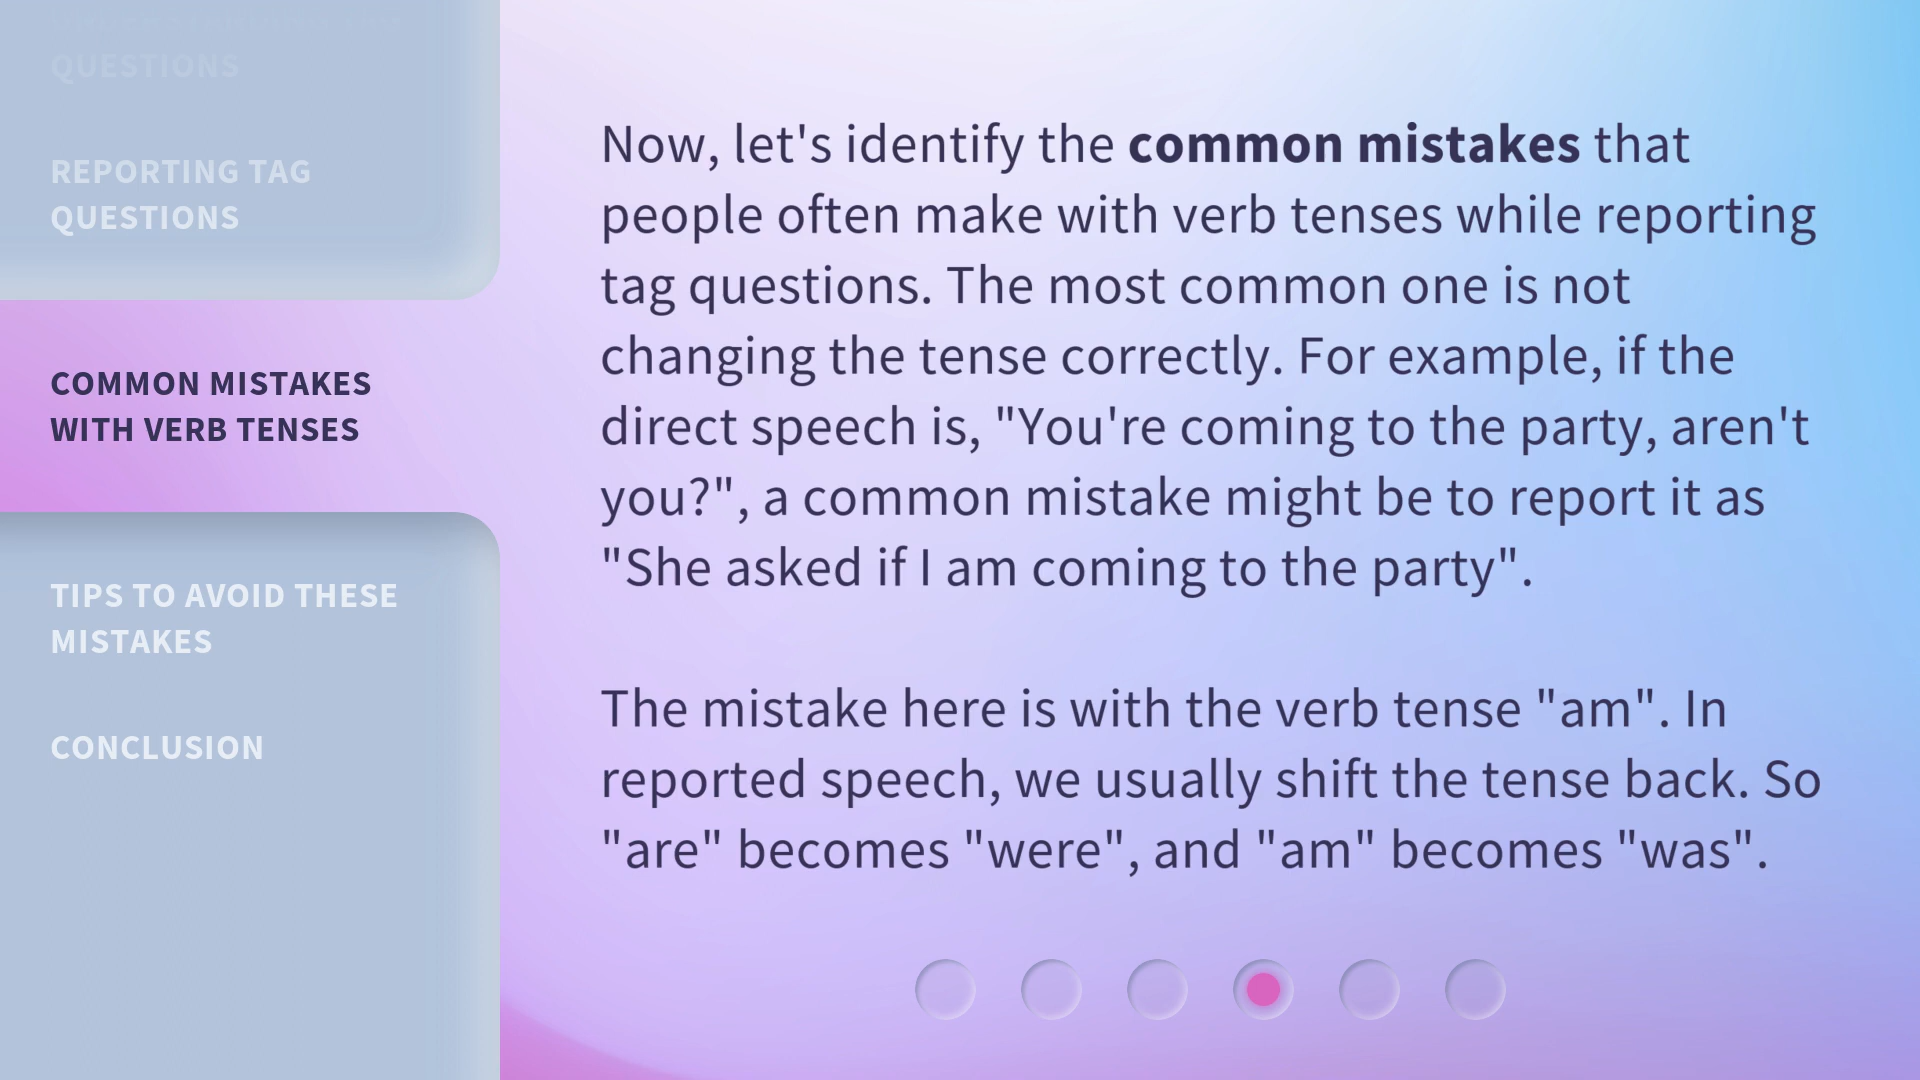 QUESTIONS
REPORTING TAG
QUESTIONS
COMMON MISTAKES
WITH VERB TENSES
TIPS TO AVOID THESE
MISTAKES
CONCLUSION
Now, let's identify the common mistakes that
people often make with verb tenses while reporting
tag questions. The most common one is not
changing the tense correctly. For example, if the
direct speech is, "You're coming to the party, aren't
you?", a common mistake might be to report it as
"She asked if I am coming to the party".
The mistake here is with the verb tense "am". In
reported speech, we usually shift the tense back. So
"are" becomes "were", and "am" becomes "was".